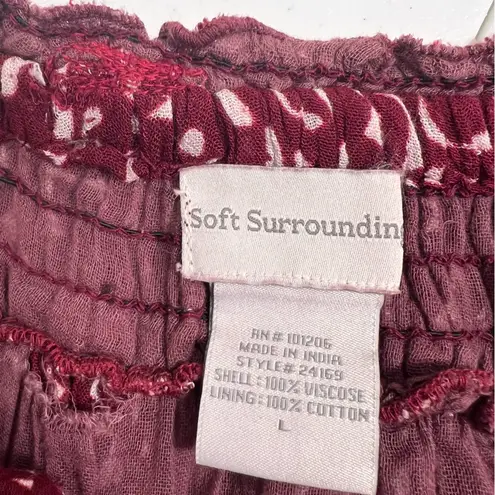 Soft Surroundin
RN# 101206
MADE IN INDIA
STYLE# 24169
SHELL: 100% VISCOSE
LINING: 100% COTTON
L